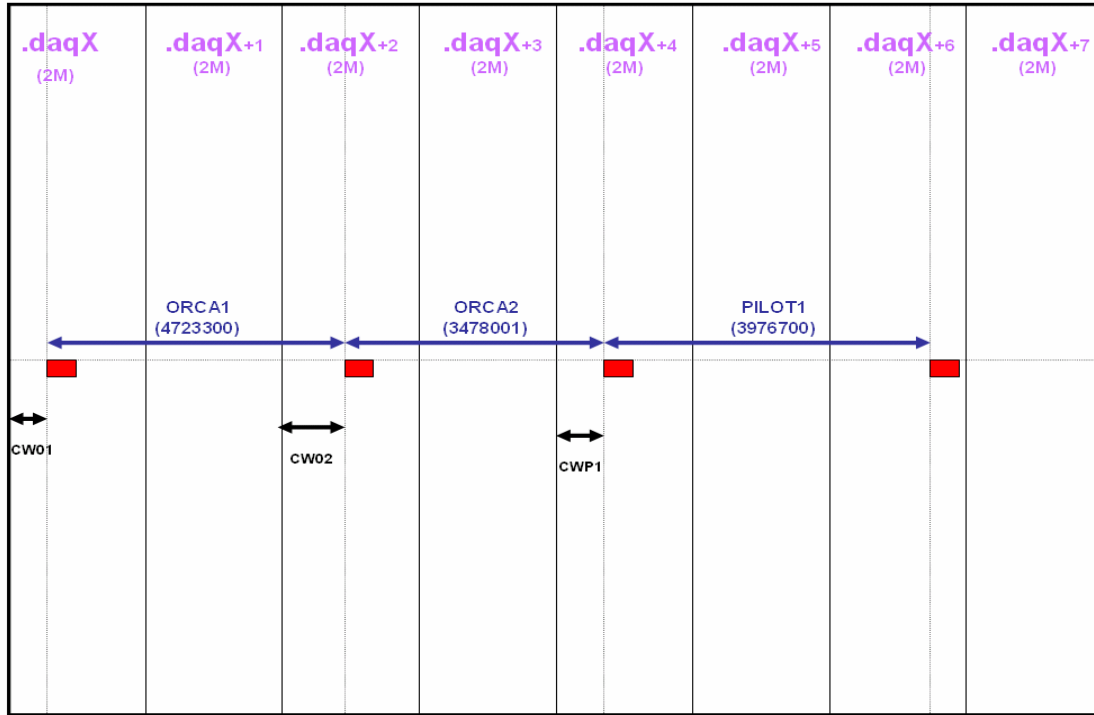 .daqX
(2M)
.daqX+1
(2M)
.daqX+2
(2M)
.daqX+3
(2M)
.daqX+4
(2M)
.daqX+5
(2M)
.daqX+6
(2M)
.daqX+7
(2M)
ORCA1
(4723300)
ORCA2
(3478001)
PILOT1
(3976700)
CW01
CW02
CWP1